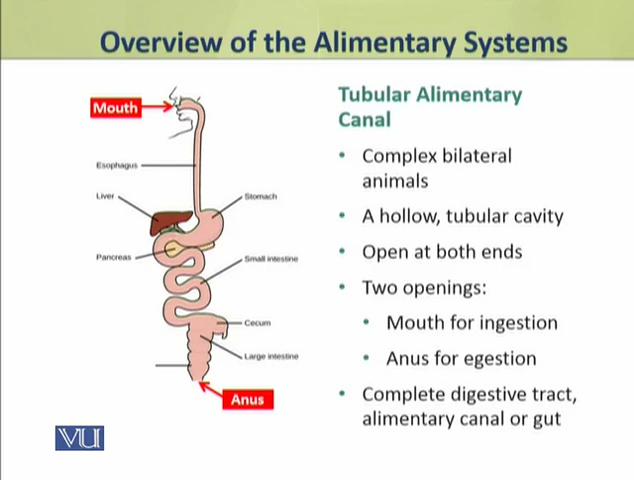 Overview of the Alimentary Systems
Mouth
Esophagus
Liver
Stomach
Pancreas
Small intestine
Cecum
Large intestine
Anus
Tubular Alimentary
Canal
• Complex bilateral
animals
• A hollow, tubular cavity
• Open at both ends
• Two openings:
• Mouth for ingestion
• Anus for egestion
• Complete digestive tract,
alimentary canal or gut
VU